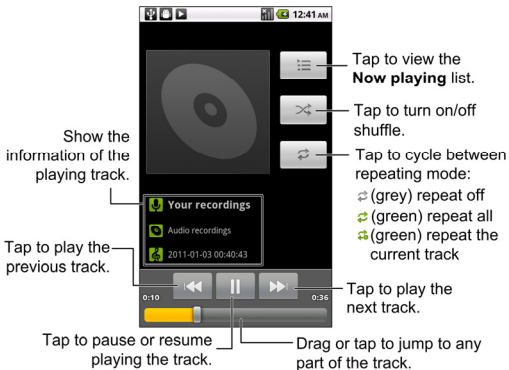 12:41 AM
Tap to view the
Now playing list.
Tap to turn on/off
shuffle.
Tap to cycle between
repeating mode:
(grey) repeat off
(green) repeat all
(green) repeat the
current track
Show the
information of the
playing track.
Your recordings
Audio recordings
2011-01-03 00:40:43
Tap to play the
previous track.
0:10
0:36
Tap to play the
next track.
Tap to pause or resume
playing the track.
Drag or tap to jump to any
part of the track.